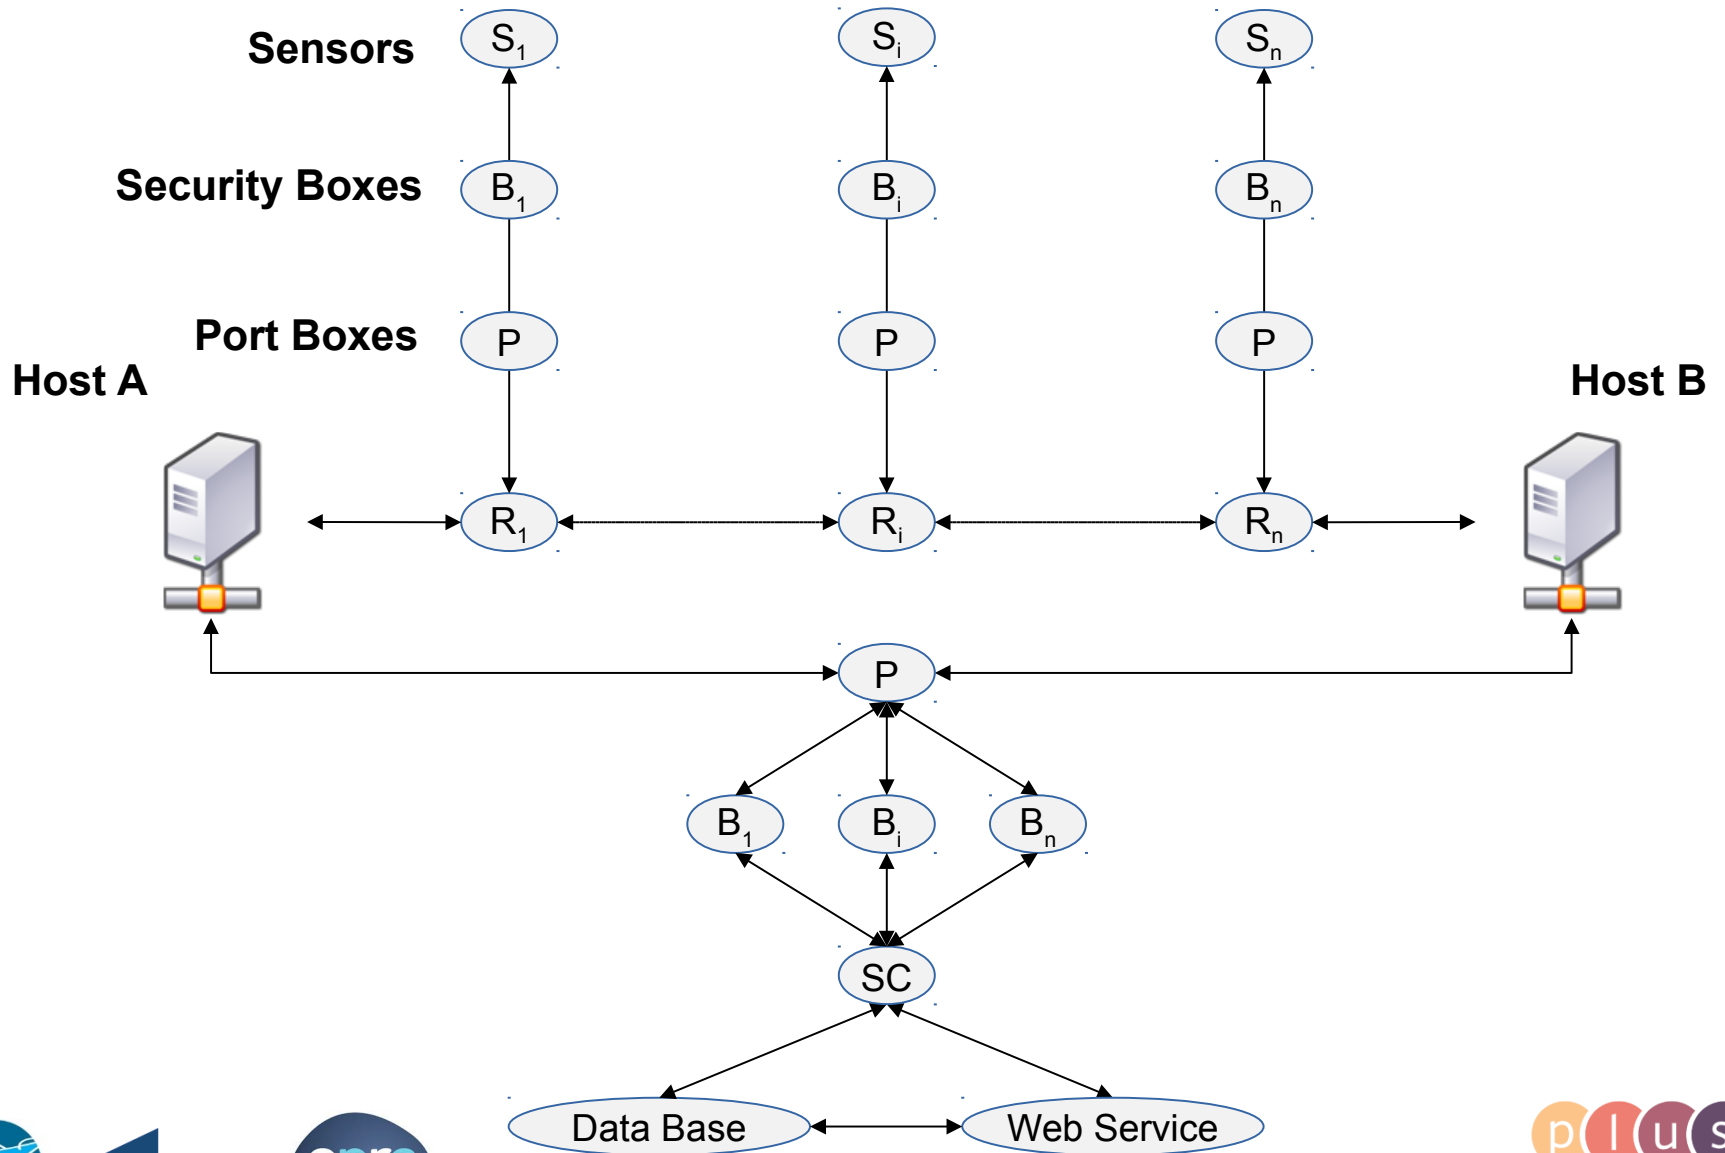 Sensors S1 Si Sn
Security Boxes B1 Bi Bn
Port Boxes P P P
Host A Host B
R1 Ri Rn
P
B1 Bi Bn
SC
Data Base Web Service
plus